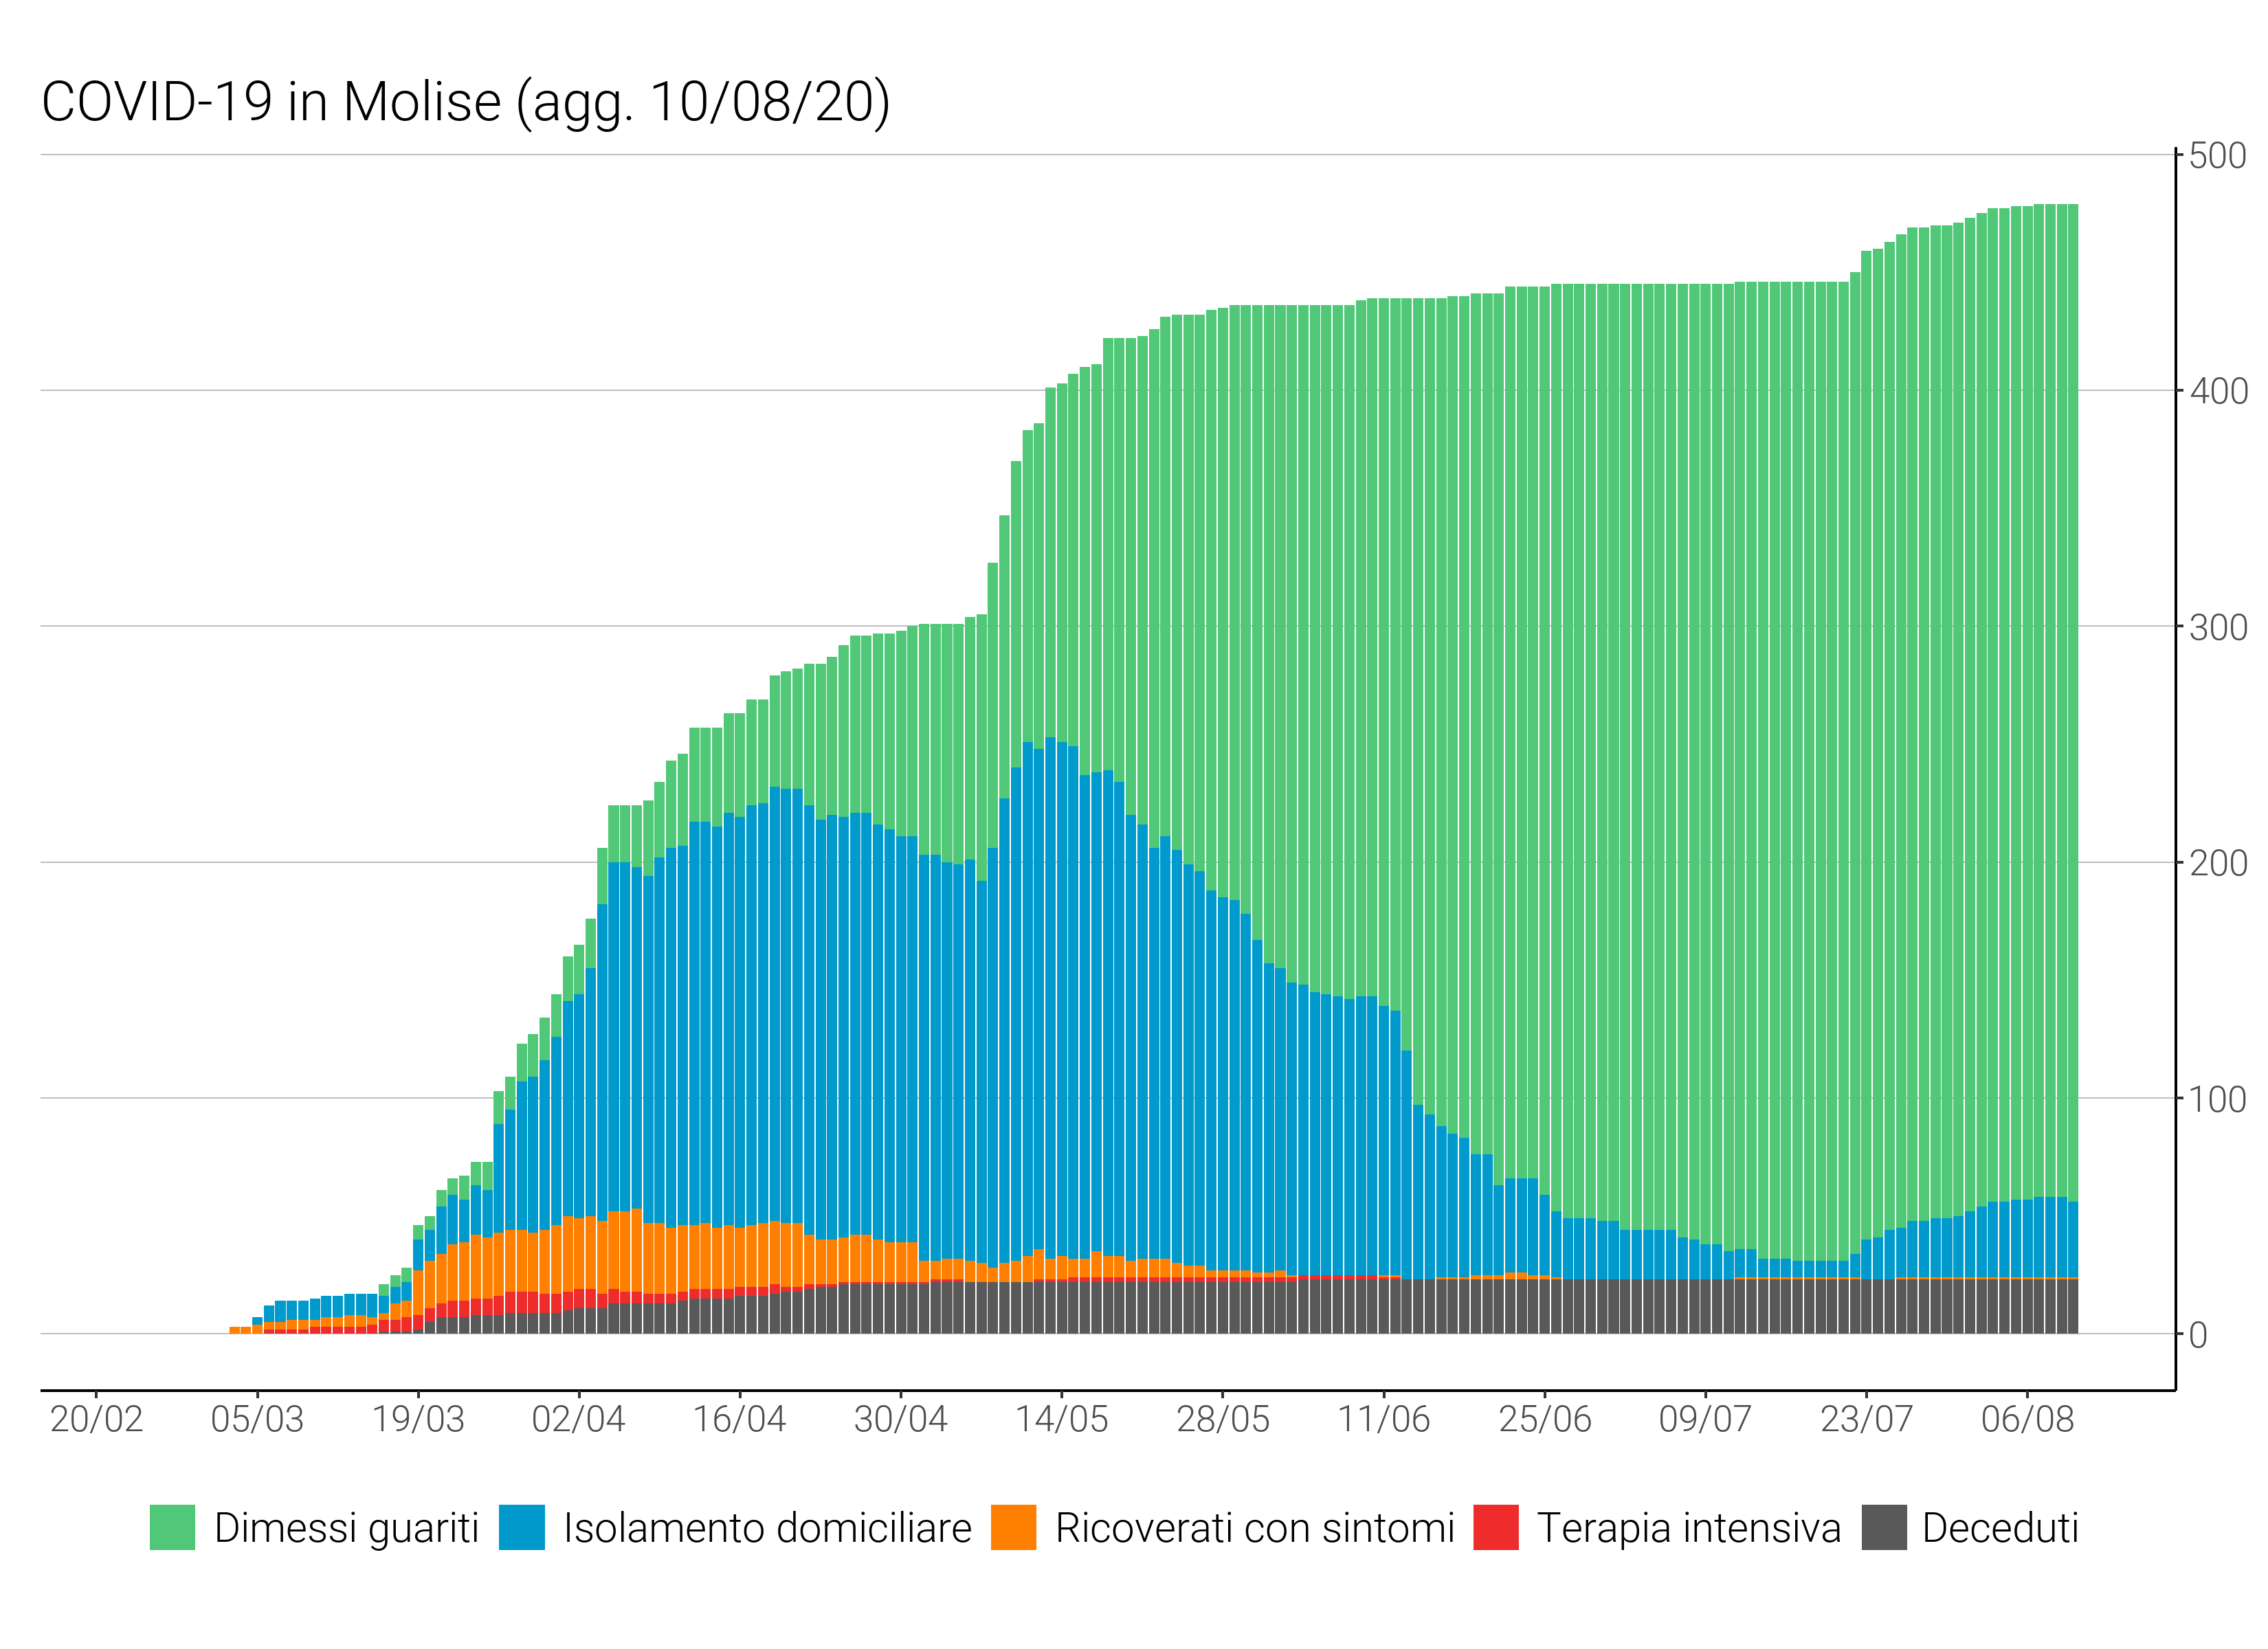 COVID-19 in Molise (agg. 10/08/20)
500
400
300
200
100
0
20/02 05/03 19/03 02/04 16/04 30/04 14/05 28/05 11/06 25/06 09/07 23/07 06/08
Dimessi guariti Isolamento domiciliare Ricoverati con sintomi Terapia intensiva Deceduti